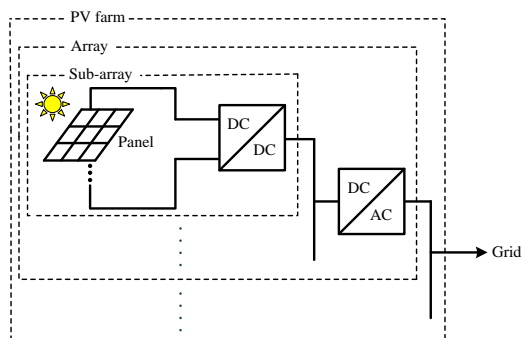 PV farm
Array
Sub-array
Panel
DC
DC
DC
AC
Grid